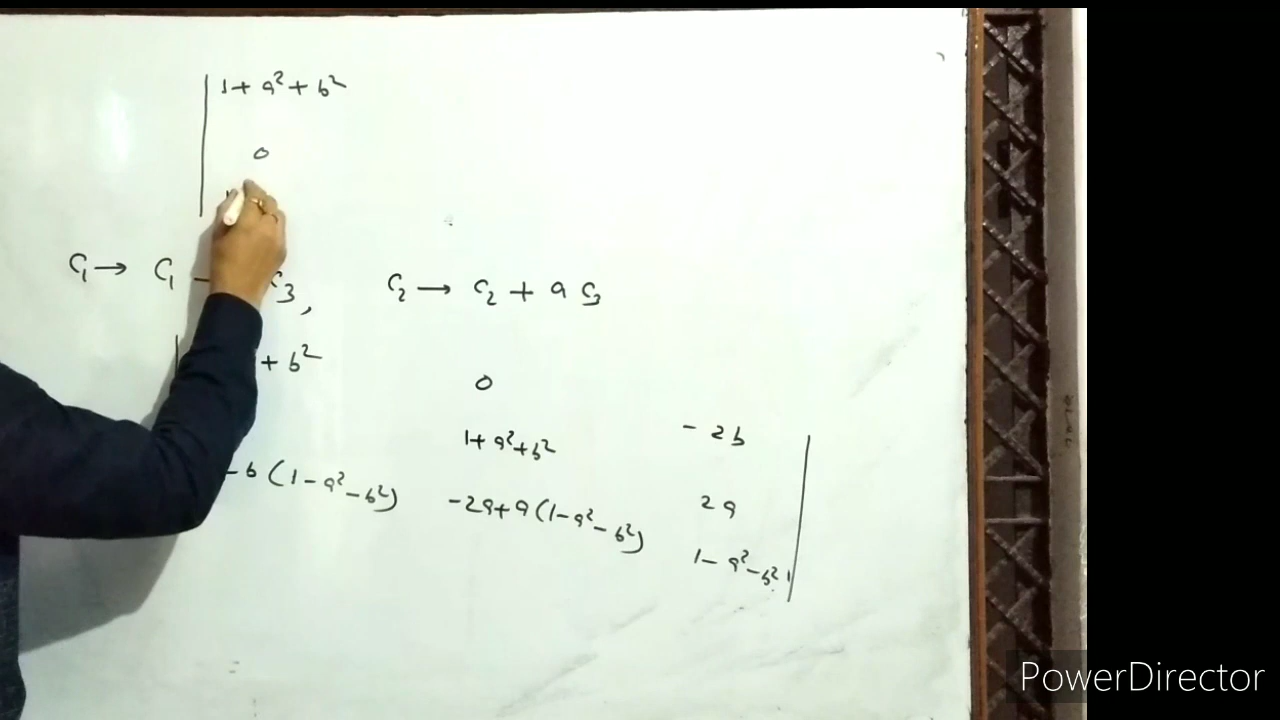 1 + a² + b²
0
C₁ → C₁ - C₃, C₂ → C₂ + a C₃
+ b² 0 - 2b
1 + a² + b² 2a
- b (1 - a² - b²) -2a + a (1 - a² - b²) 1 - a² - b²
PowerDirector